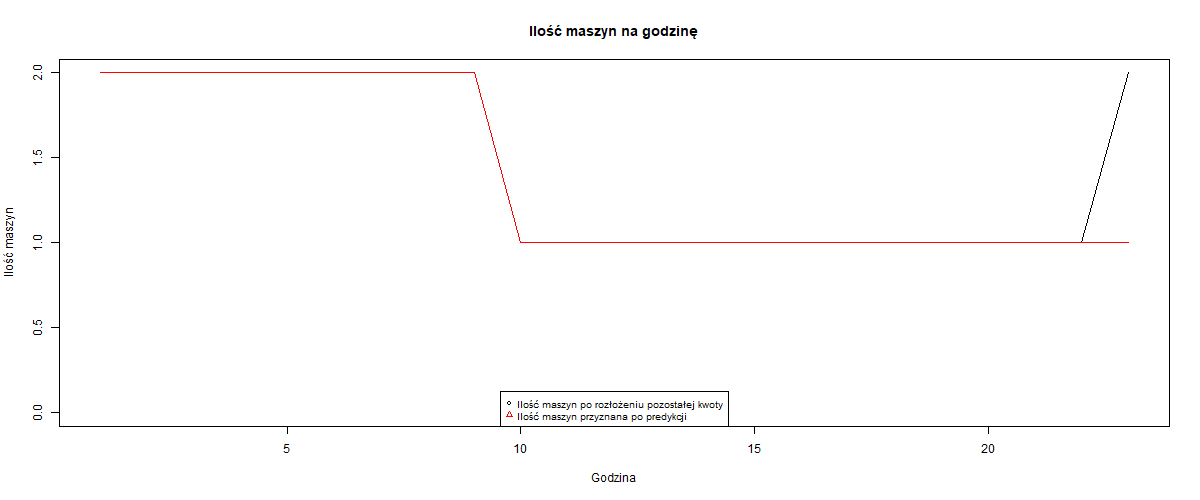 Ilość maszyn na godzinę
Ilość maszyn
2.0
1.5
1.0
0.5
0.0
Ilość maszyn po rozłożeniu pozostałej kwoty
Ilość maszyn przyznana po predykcji
5 10 15 20
Godzina